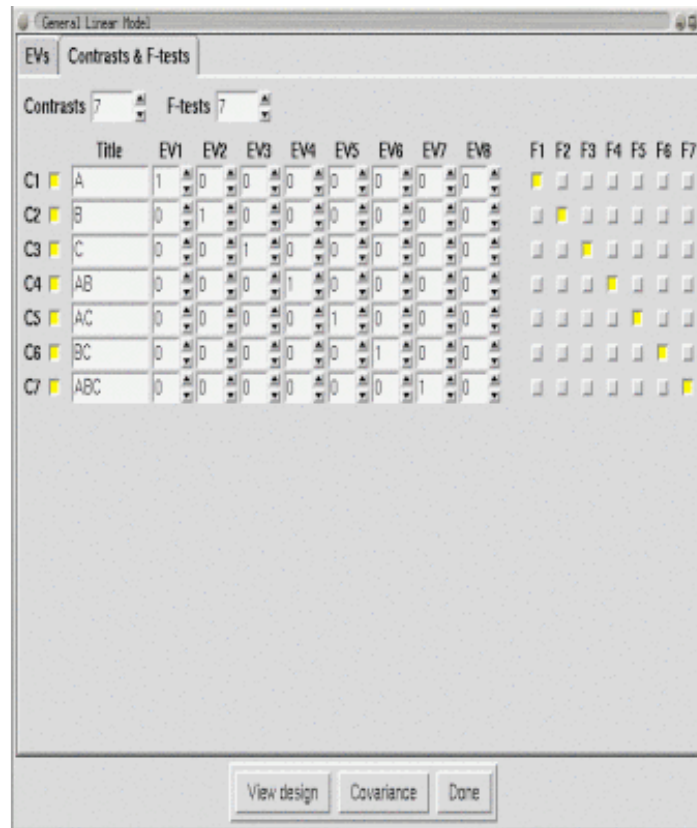 General Linear Model
EVs Contrasts & F-tests
Contrasts 7 F-tests 7
Title EV1 EV2 EV3 EV4 EV5 EV6 EV7 EV8 F1 F2 F3 F4 F5 F6 F7
C1 A 1 0 0 0 0 0 0 0
C2 B 0 1 0 0 0 0 0 0
C3 C 0 0 1 0 0 0 0 0
C4 AB 0 0 0 1 0 0 0 0
C5 AC 0 0 0 0 1 0 0 0
C6 BC 0 0 0 0 0 1 0 0
C7 ABC 0 0 0 0 0 0 1 0
View design Covariance Done